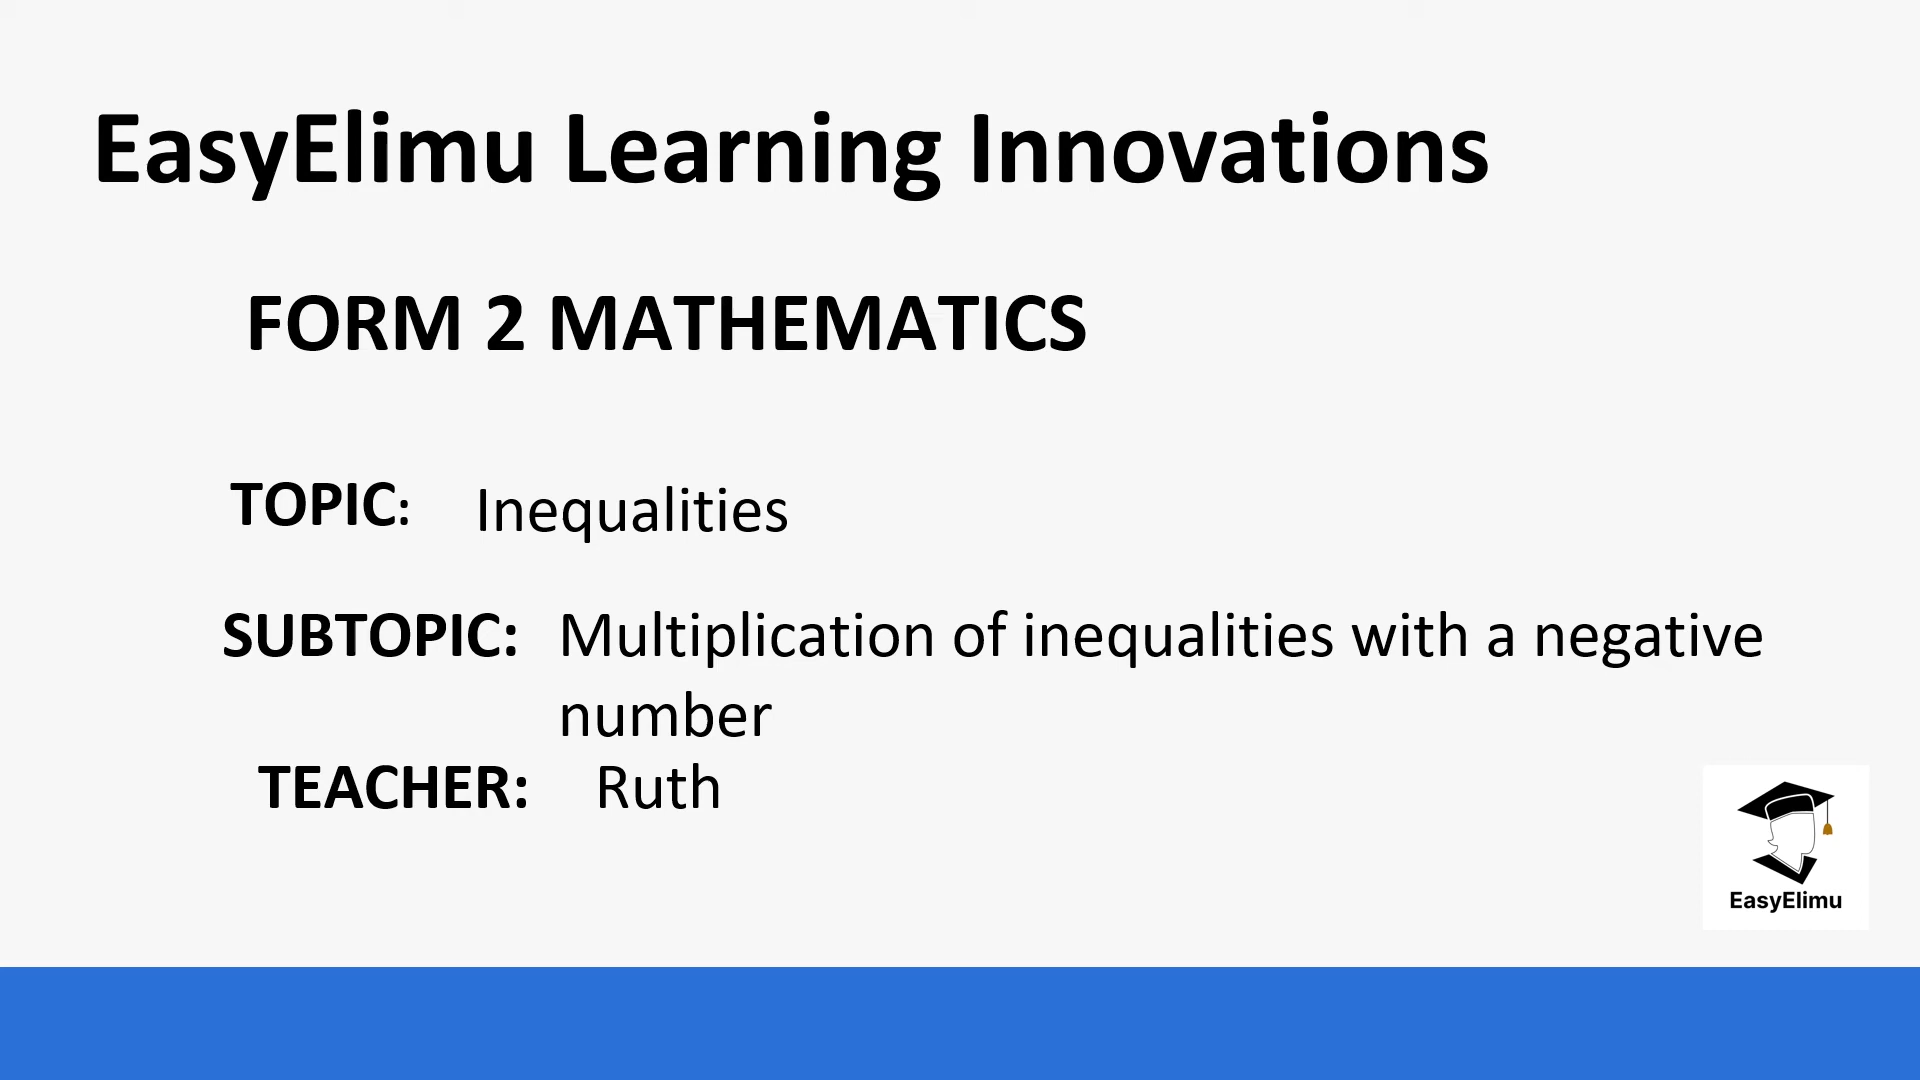 EasyElimu Learning Innovations
FORM 2 MATHEMATICS
TOPIC: Inequalities
SUBTOPIC: Multiplication of inequalities with a negative
number
TEACHER: Ruth
EasyElimu